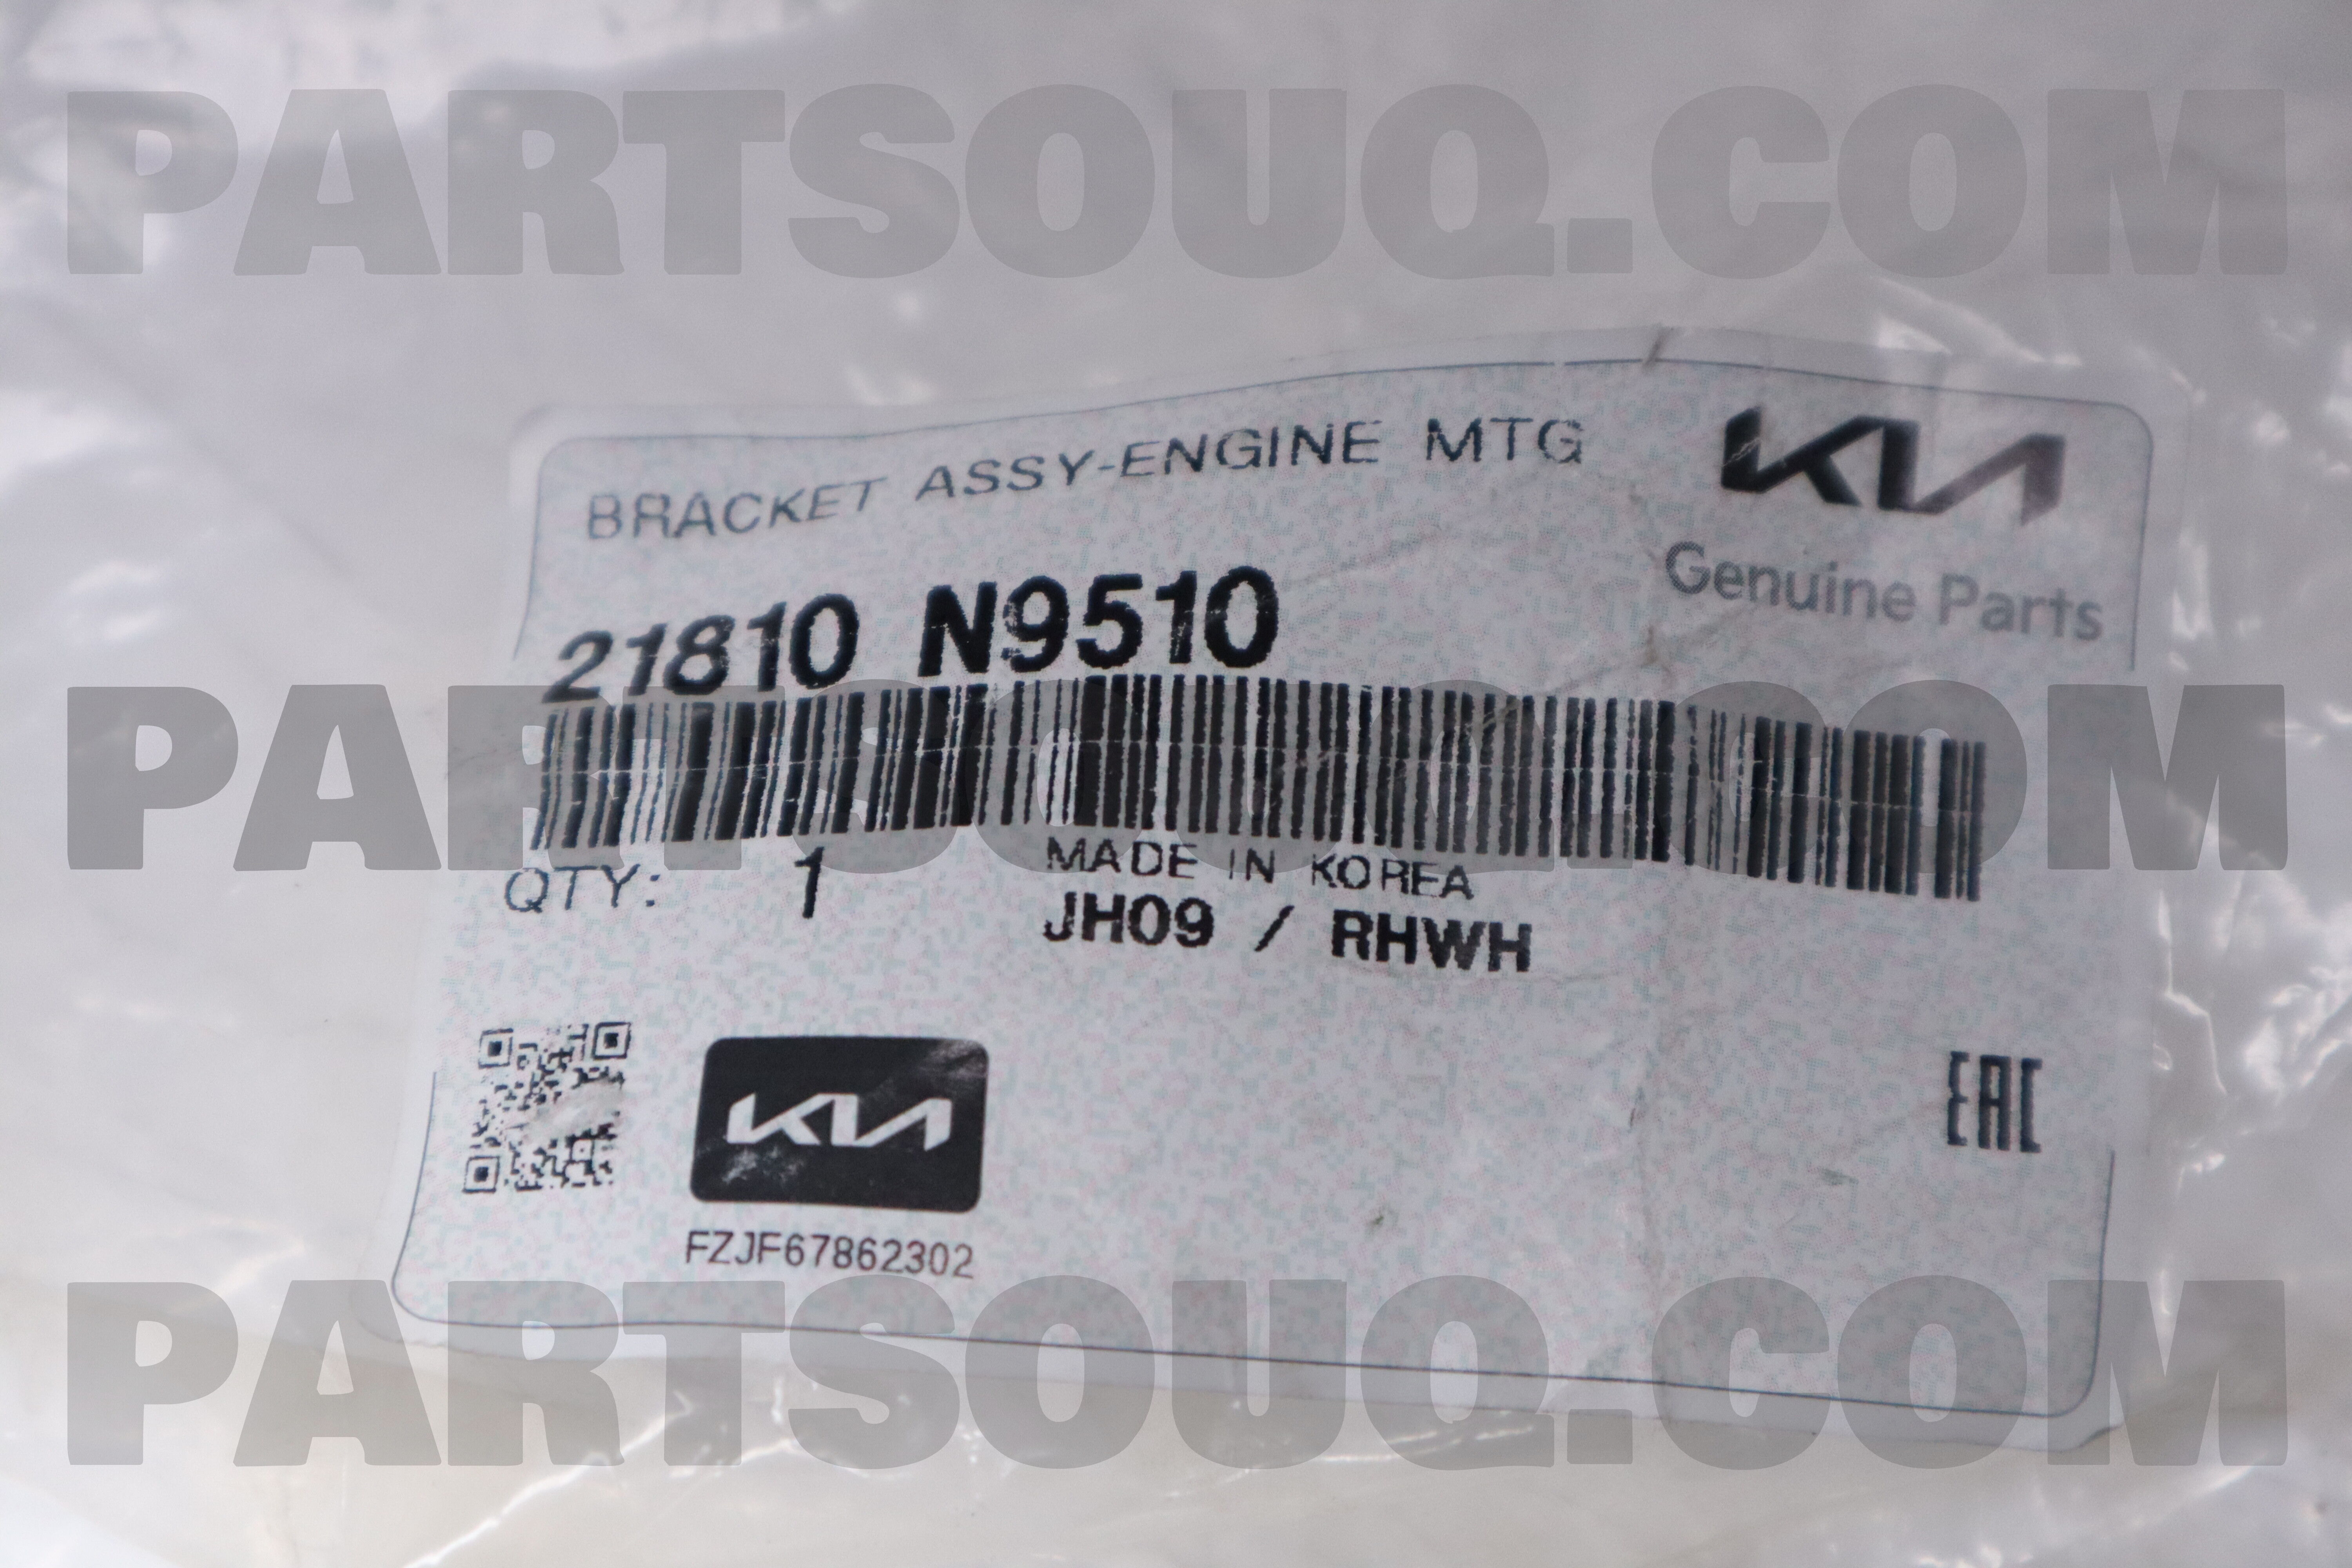 PARTSOUQ.COM
BRACKET ASSY-ENGINE MTG
KIA
Genuine Parts
21810 N9510
PARTSOUQ.COM
QTY: 1
MADE IN KOREA
JH09 / RHWH
KIA
EAC
FZJF67862302
PARTSOUQ.COM